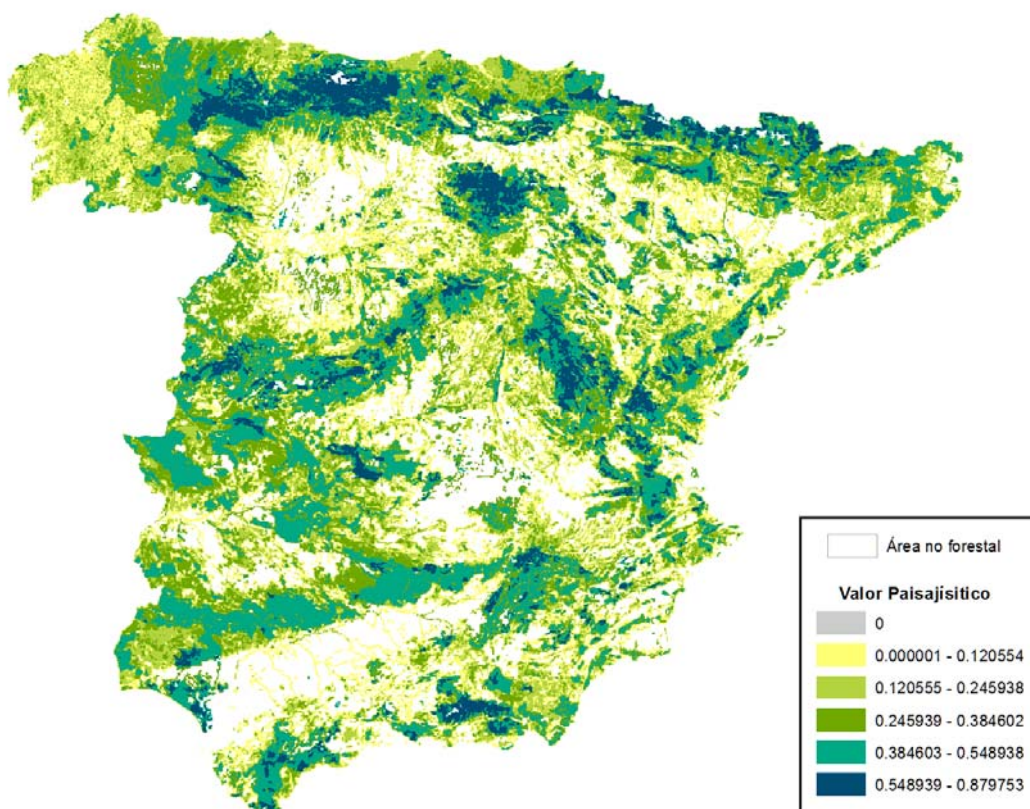 Área no forestal
Valor Paisajísitico
0
0.000001 - 0.120554
0.120555 - 0.245938
0.245939 - 0.384602
0.384603 - 0.548938
0.548939 - 0.879753